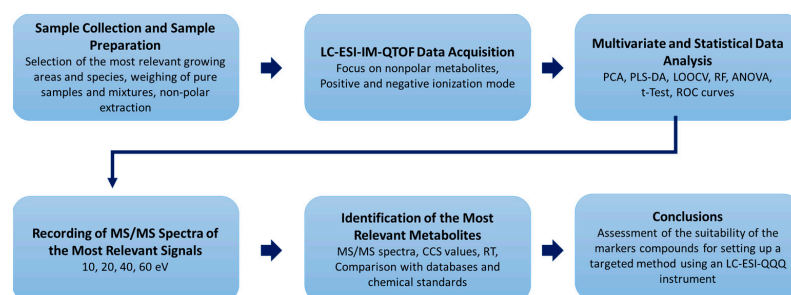 Sample Collection and Sample
Preparation
Selection of the most relevant growing
areas and species, weighing of pure
samples and mixtures, non-polar
extraction
LC-ESI-IM-QTOF Data Acquisition
Focus on nonpolar metabolites,
Positive and negative ionization mode
Multivariate and Statistical Data
Analysis
PCA, PLS-DA, LOOCV, RF, ANOVA,
t-Test, ROC curves
Recording of MS/MS Spectra of
the Most Relevant Signals
10, 20, 40, 60 eV
Identification of the Most
Relevant Metabolites
MS/MS spectra, CCS values, RT,
Comparison with databases and
chemical standards
Conclusions
Assessment of the suitability of the
markers compounds for setting up a
targeted method using an LC-ESI-QQQ
instrument